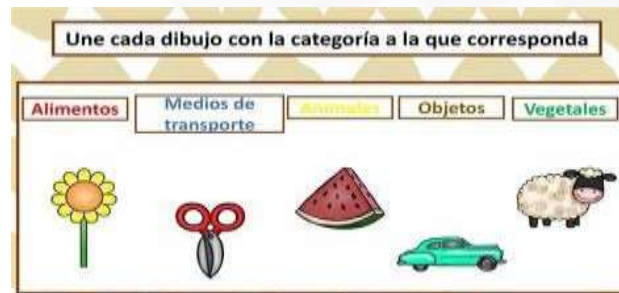 Une cada dibujo con la categoría a la que corresponda
Alimentos
Medios de
transporte
Animales
Objetos
Vegetales